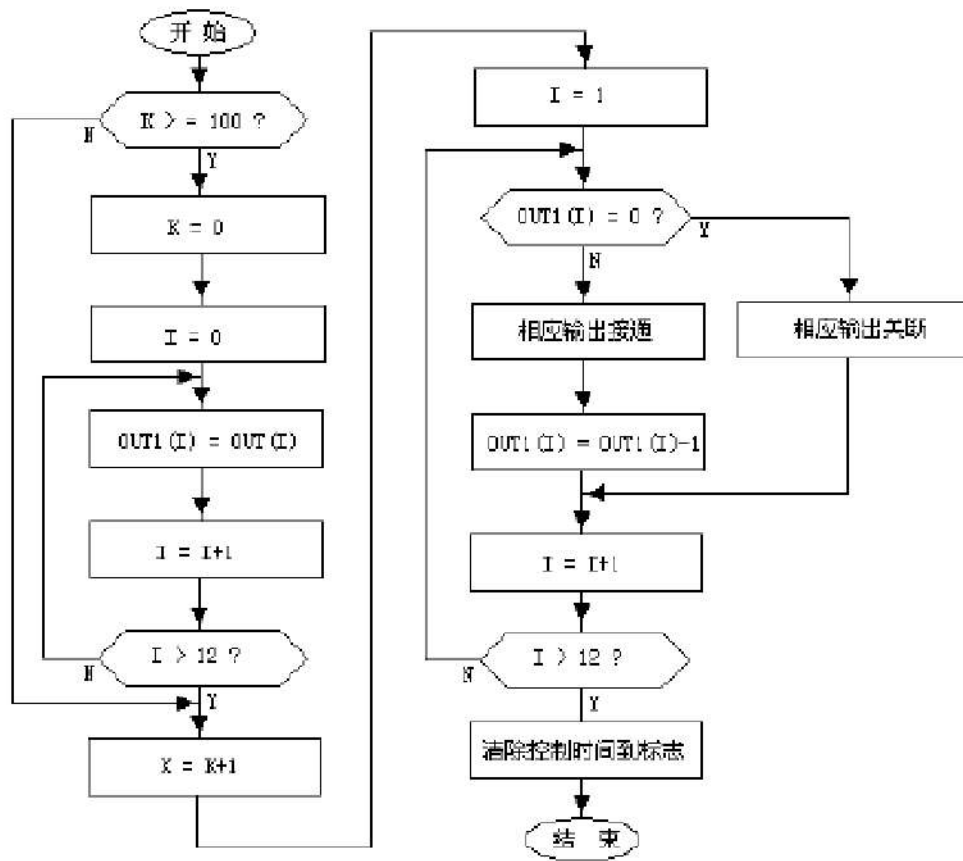 开 始
K > = 100 ?
N
Y
K = 0
I = 0
OUT1(I) = OUT(I)
I = I+1
I > 12 ?
N
Y
K = K+1
I = 1
OUT1(I) = 0 ?
Y
N
相应输出接通
相应输出关断
OUT1(I) = OUT1(I)-1
I = I+1
I > 12 ?
N
Y
清除控制时间到标志
结 束